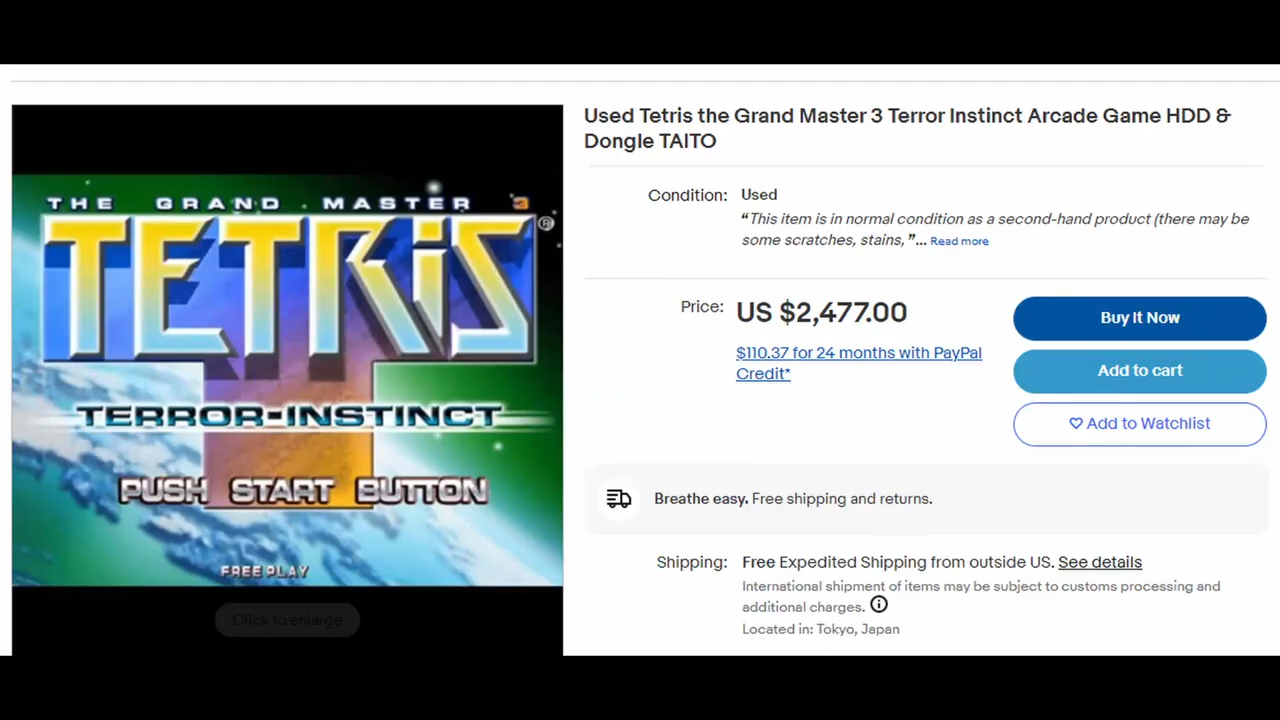 THE GRAND MASTER 3
TETRIS®
TERROR-INSTINCT
PUSH START BUTTON
FREE PLAY
Click to enlarge
Used Tetris the Grand Master 3 Terror Instinct Arcade Game HDD &
Dongle TAITO
Condition: Used
“This item is in normal condition as a second-hand product (there may be
some scratches, stains, ”... Read more
Price: US $2,477.00
$110.37 for 24 months with PayPal
Credit*
Buy It Now
Add to cart
Add to Watchlist
Breathe easy. Free shipping and returns.
Shipping: Free Expedited Shipping from outside US. See details
International shipment of items may be subject to customs processing and
additional charges.
Located in: Tokyo, Japan